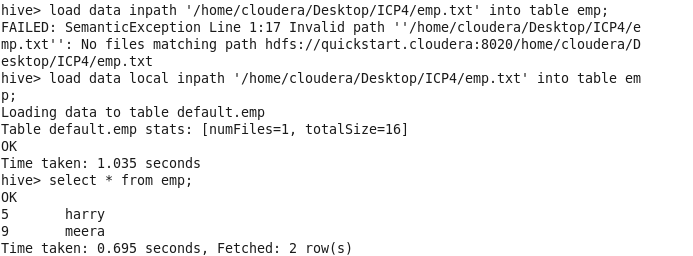 hive> load data inpath '/home/cloudera/Desktop/ICP4/emp.txt' into table emp;
FAILED: SemanticException Line 1:17 Invalid path ''/home/cloudera/Desktop/ICP4/e
mp.txt'': No files matching path hdfs://quickstart.cloudera:8020/home/cloudera/D
esktop/ICP4/emp.txt
hive> load data local inpath '/home/cloudera/Desktop/ICP4/emp.txt' into table em
p;
Loading data to table default.emp
Table default.emp stats: [numFiles=1, totalSize=16]
OK
Time taken: 1.035 seconds
hive> select * from emp;
OK
5       harry
9       meera
Time taken: 0.695 seconds, Fetched: 2 row(s)